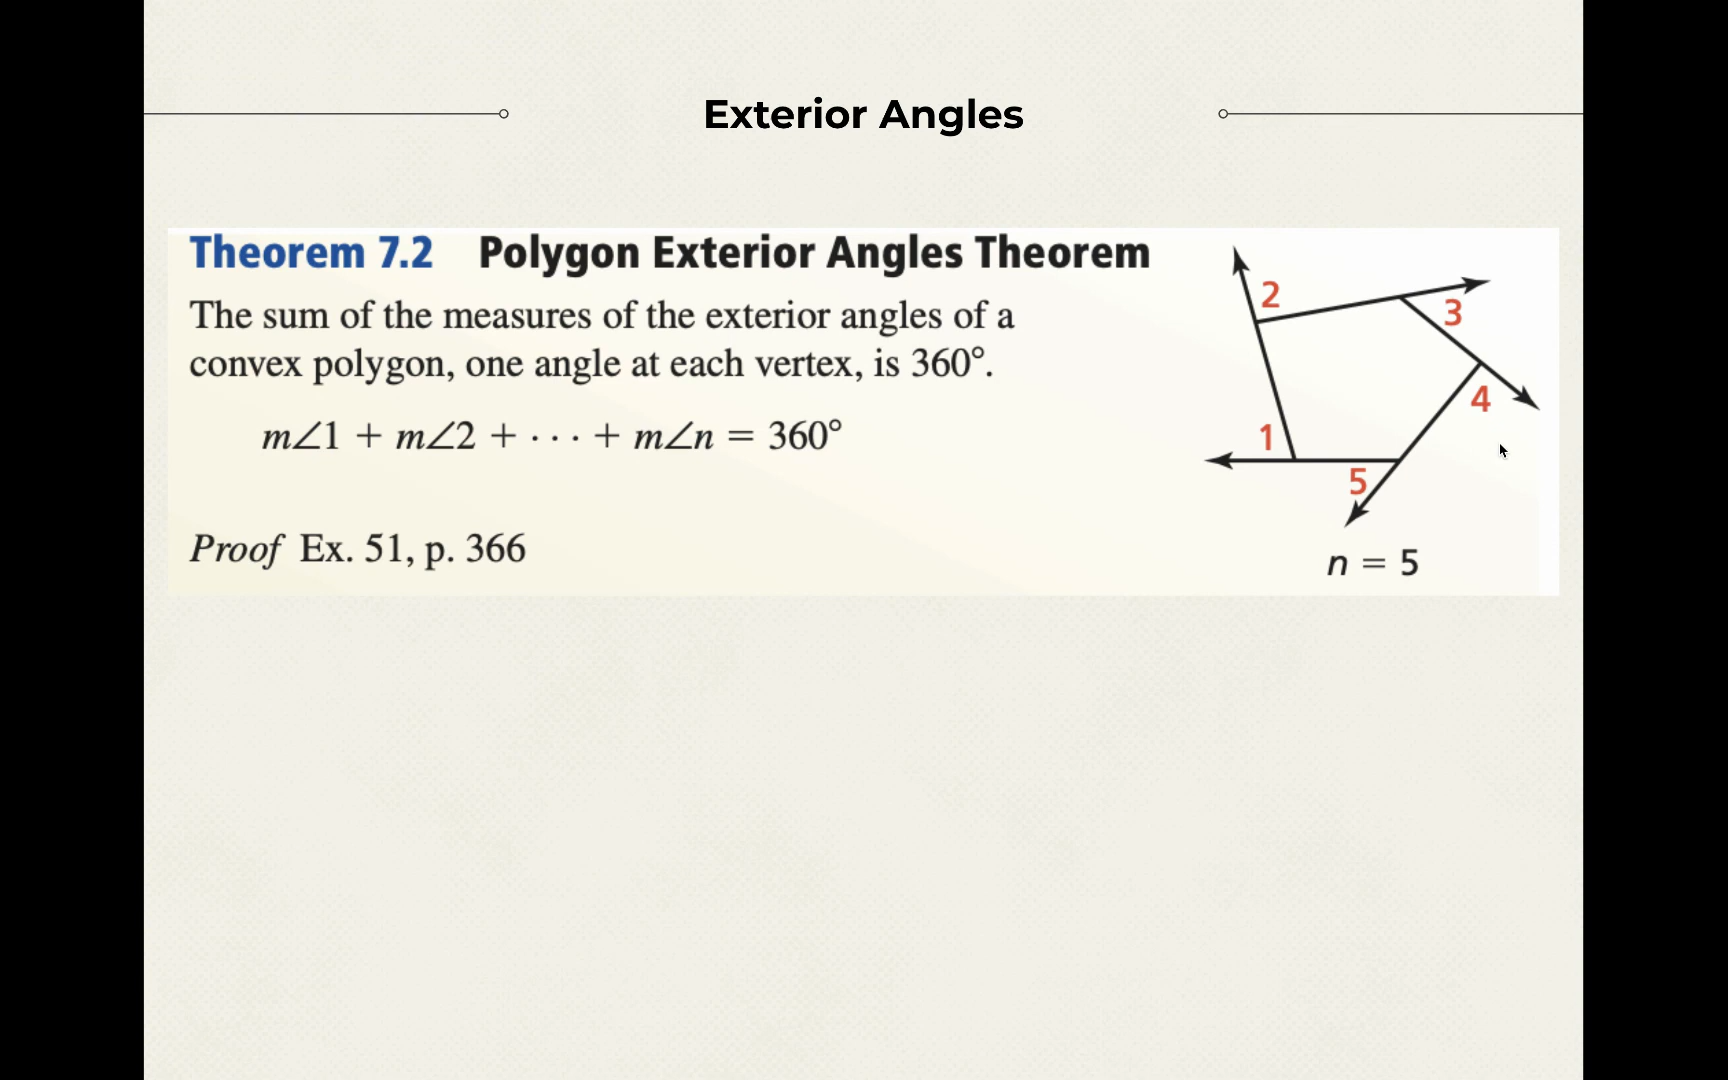 Exterior Angles
Theorem 7.2 Polygon Exterior Angles Theorem
The sum of the measures of the exterior angles of a
convex polygon, one angle at each vertex, is 360°.
m∠1 + m∠2 + · · · + m∠n = 360°
Proof Ex. 51, p. 366
2
3
4
1
5
n = 5